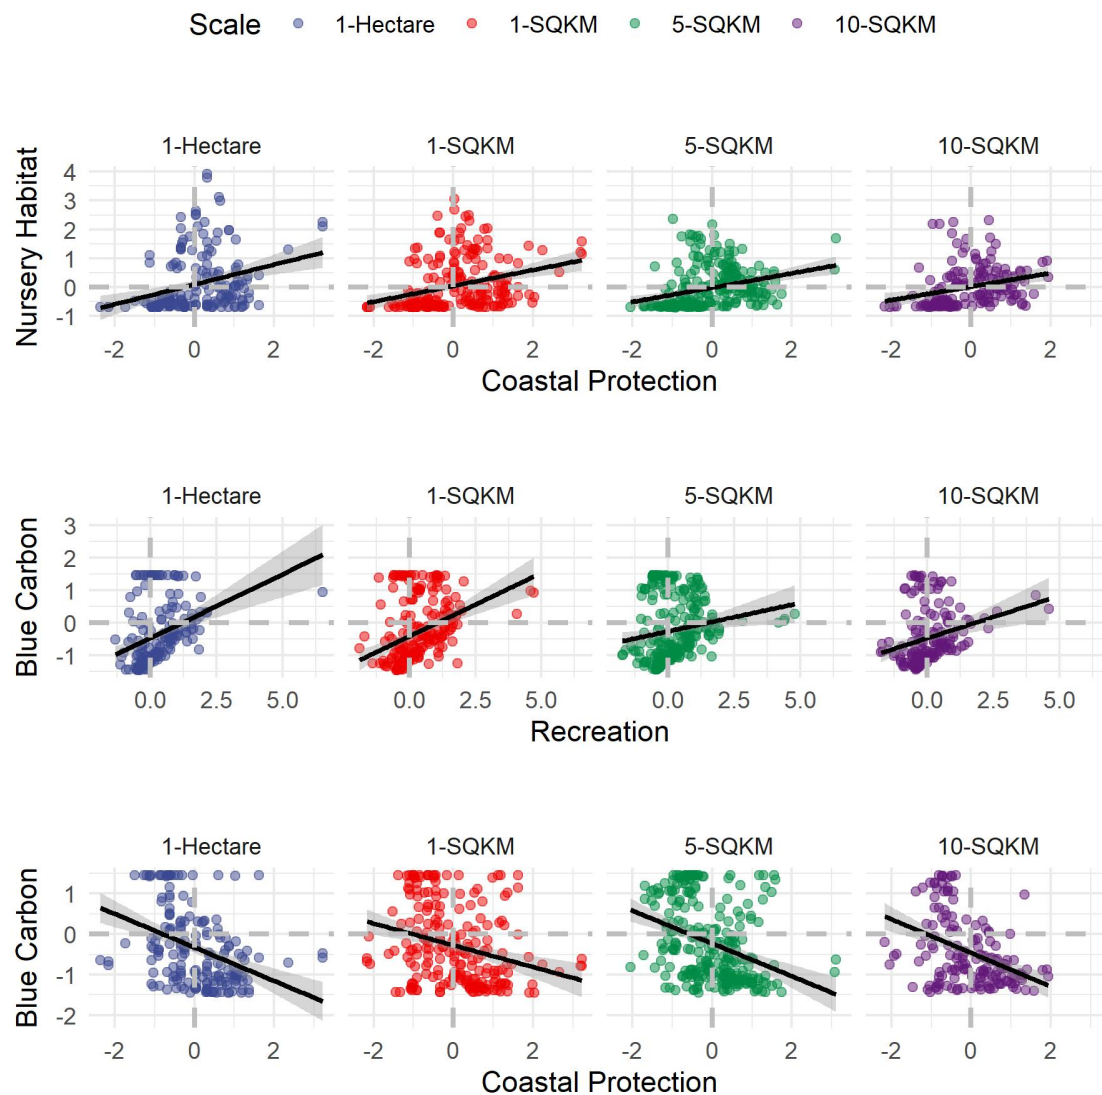 Scale 1-Hectare 1-SQKM 5-SQKM 10-SQKM
1-Hectare 1-SQKM 5-SQKM 10-SQKM
Nursery Habitat
4
3
2
1
0
-1
-2 0 2 -2 0 2 -2 0 2 -2 0 2
Coastal Protection
1-Hectare 1-SQKM 5-SQKM 10-SQKM
Blue Carbon
3
2
1
0
-1
0.0 2.5 5.0 0.0 2.5 5.0 0.0 2.5 5.0 0.0 2.5 5.0
Recreation
1-Hectare 1-SQKM 5-SQKM 10-SQKM
Blue Carbon
1
0
-1
-2
-2 0 2 -2 0 2 -2 0 2 -2 0 2
Coastal Protection